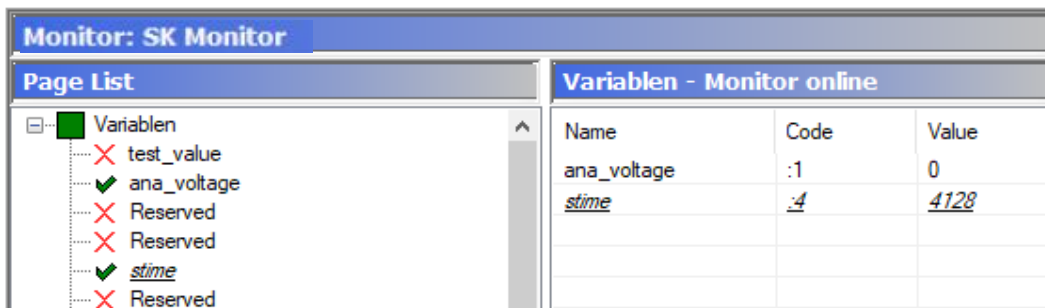 Monitor: SK Monitor
Page List
Variablen
test_value
ana_voltage
Reserved
Reserved
stime
Reserved
Variablen - Monitor online
Name Code Value
ana_voltage :1 0
stime :4 4128